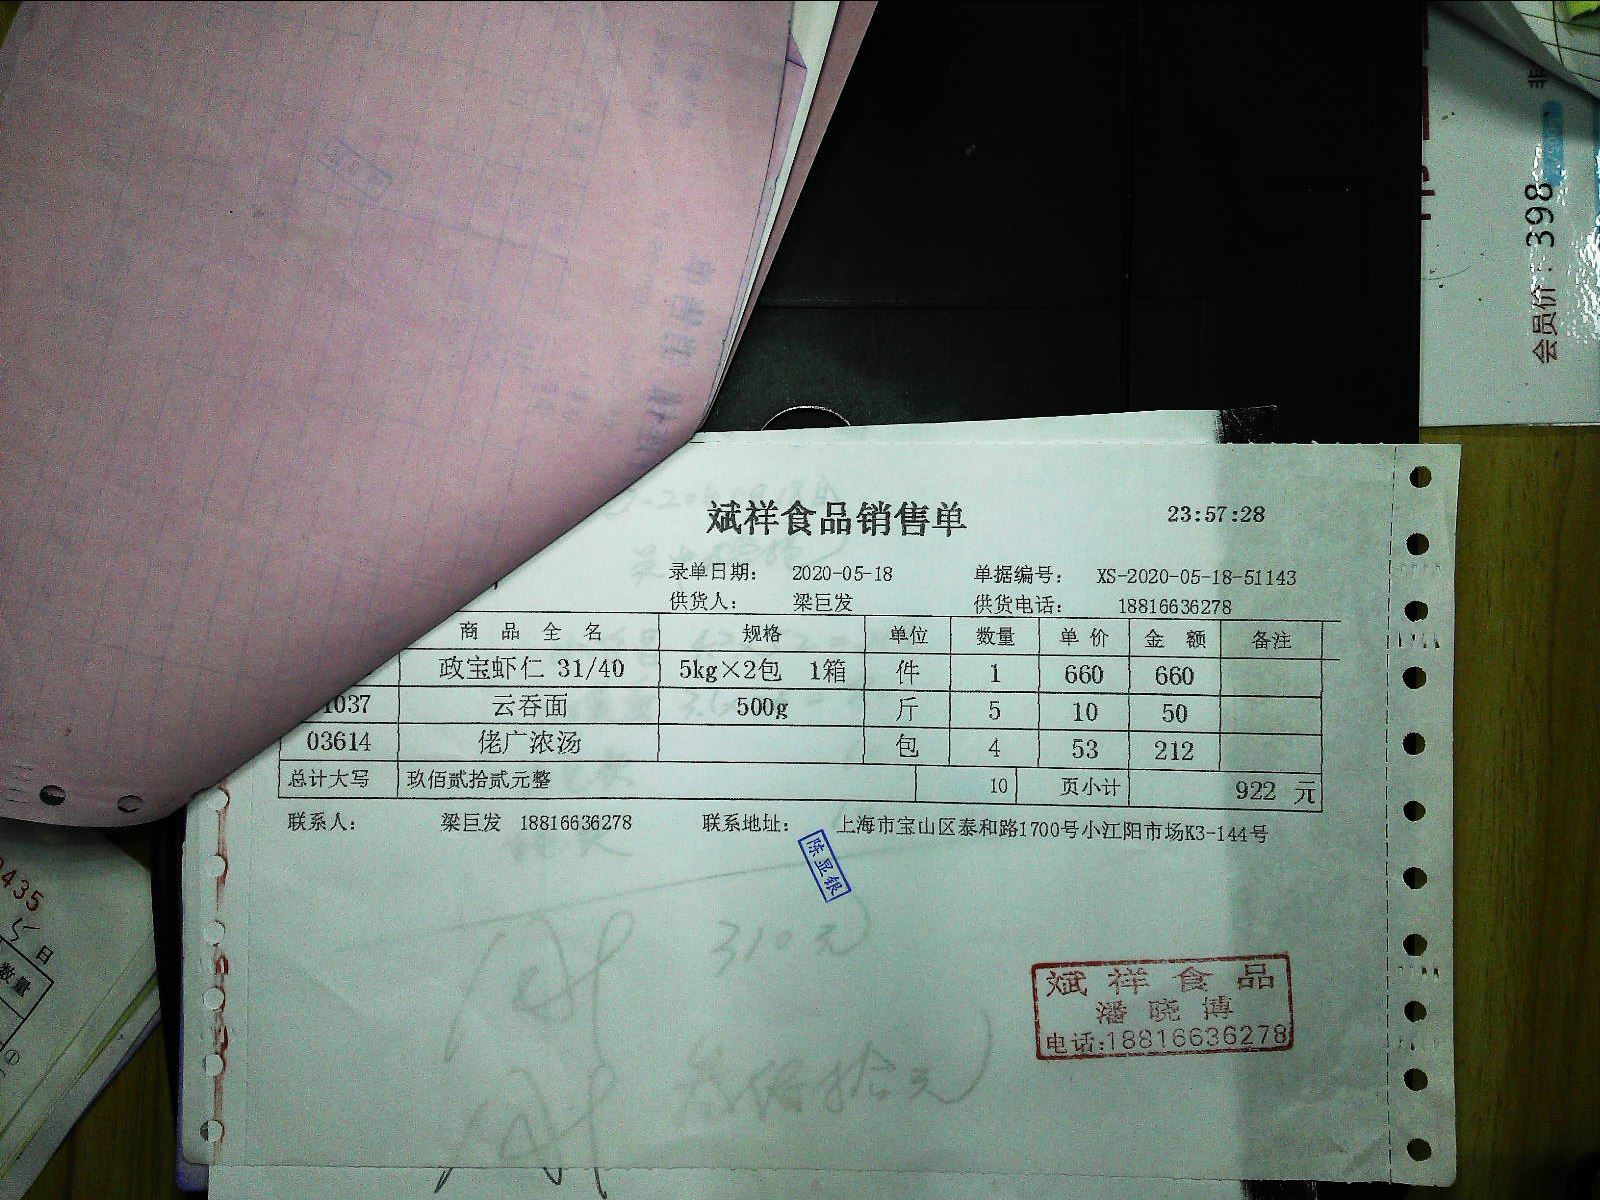 斌祥食品销售单 23:57:28
录单日期： 2020-05-18 单据编号： XS-2020-05-18-51143
供货人： 梁巨发 供货电话： 18816636278
商 品 全 名 规格 单位 数量 单 价 金 额 备注
政宝虾仁 31/40 5kg×2包 1箱 件 1 660 660
1037 云吞面 500g 斤 5 10 50
03614 佬广浓汤 包 4 53 212
总计大写 玖佰贰拾贰元整 10 页小计 922 元
联系人： 梁巨发 18816636278 联系地址： 上海市宝山区泰和路1700号小江阳市场K3-144号
陈显银
310元
斌祥食品
潘晓博
电话:18816636278
会员价：398
435
5日
数量